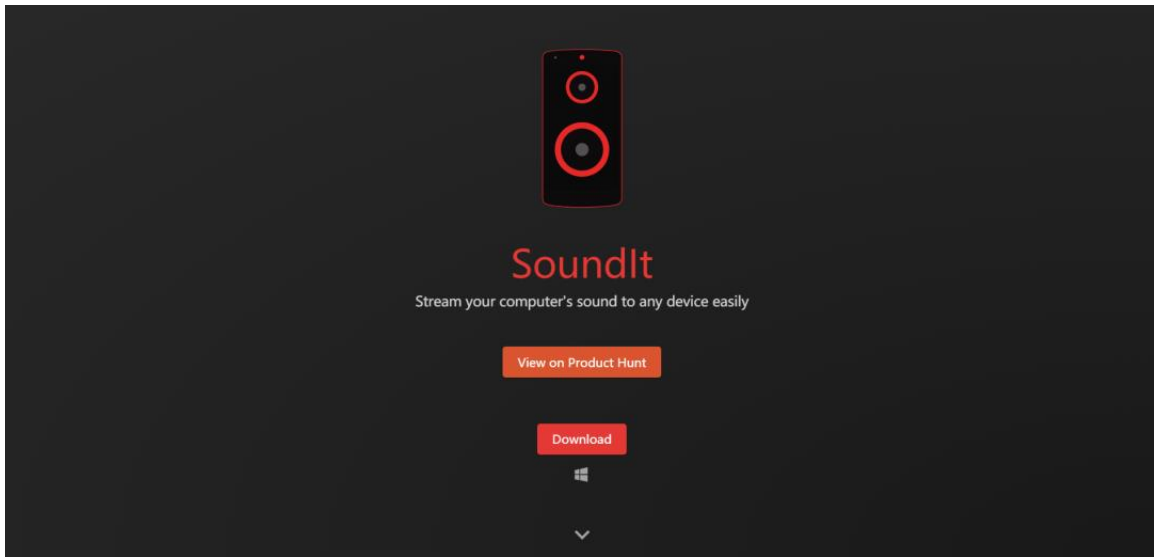 SoundIt
Stream your computer's sound to any device easily
View on Product Hunt
Download